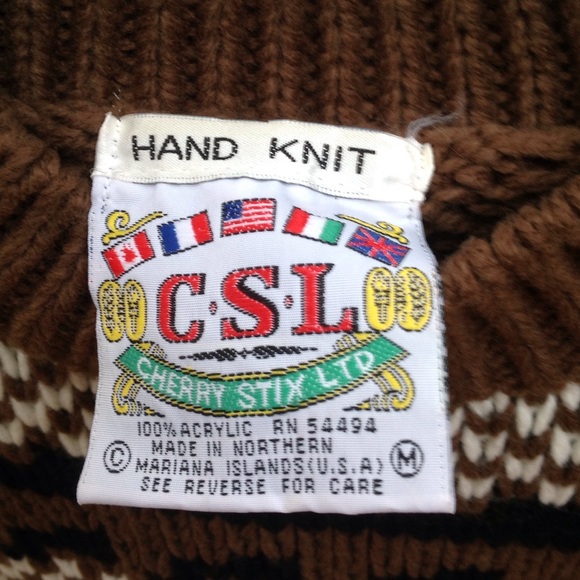 HAND KNIT
C·S·L
CHERRY STIX LTD
100% ACRYLIC RN 54494
MADE IN NORTHERN
© MARIANA ISLANDS (U.S.A) M
SEE REVERSE FOR CARE